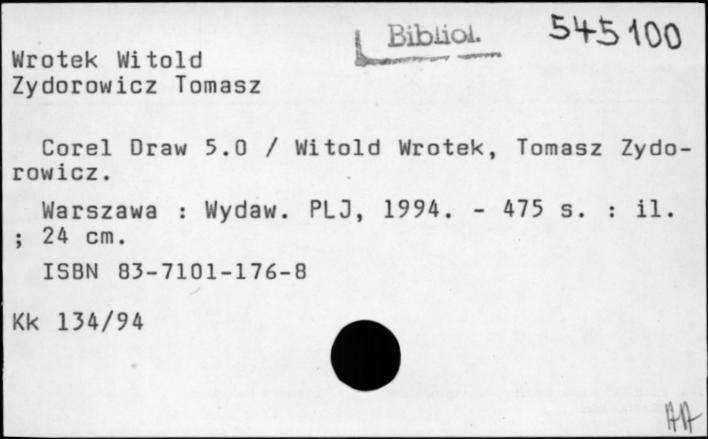 Bibliot.
545100
Wrotek Witold
Zydorowicz Tomasz
Corel Draw 5.0 / Witold Wrotek, Tomasz Zydo-
rowicz.
Warszawa : Wydaw. PLJ, 1994. - 475 s. : il.
; 24 cm.
ISBN 83-7101-176-8
Kk 134/94